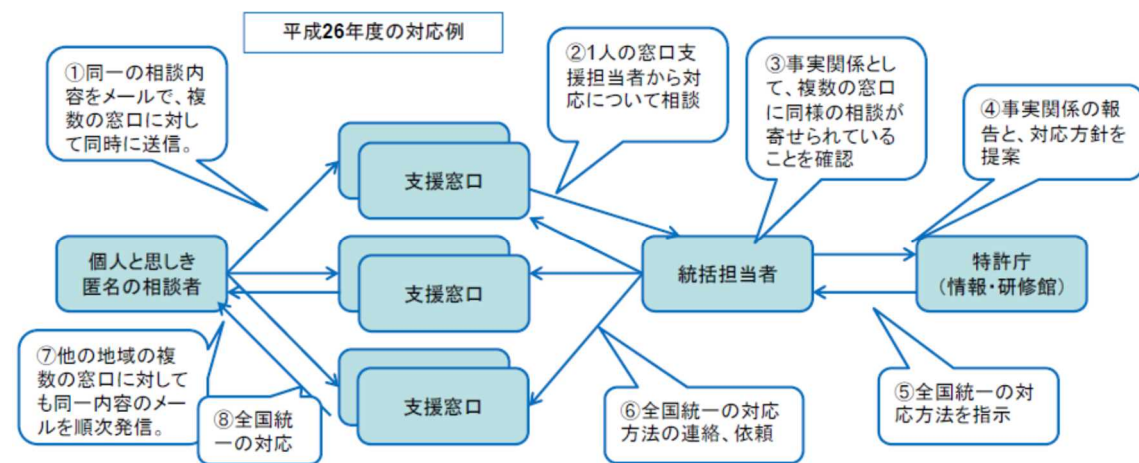 平成26年度の対応例
①同一の相談内
容をメールで、複
数の窓口に対し
て同時に送信。
②1人の窓口支
援担当者から対
応について相談
③事実関係とし
て、複数の窓口
に同様の相談が
寄せられている
ことを確認
④事実関係の報
告と、対応方針を
提案
支援窓口
個人と思しき
匿名の相談者
支援窓口
統括担当者
特許庁
(情報・研修館)
支援窓口
⑦他の地域の複
数の窓口に対して
も同一内容のメー
ルを順次発信。
⑧全国統
一の対応
⑥全国統一の対応
方法の連絡、依頼
⑤全国統一の対
応方法を指示